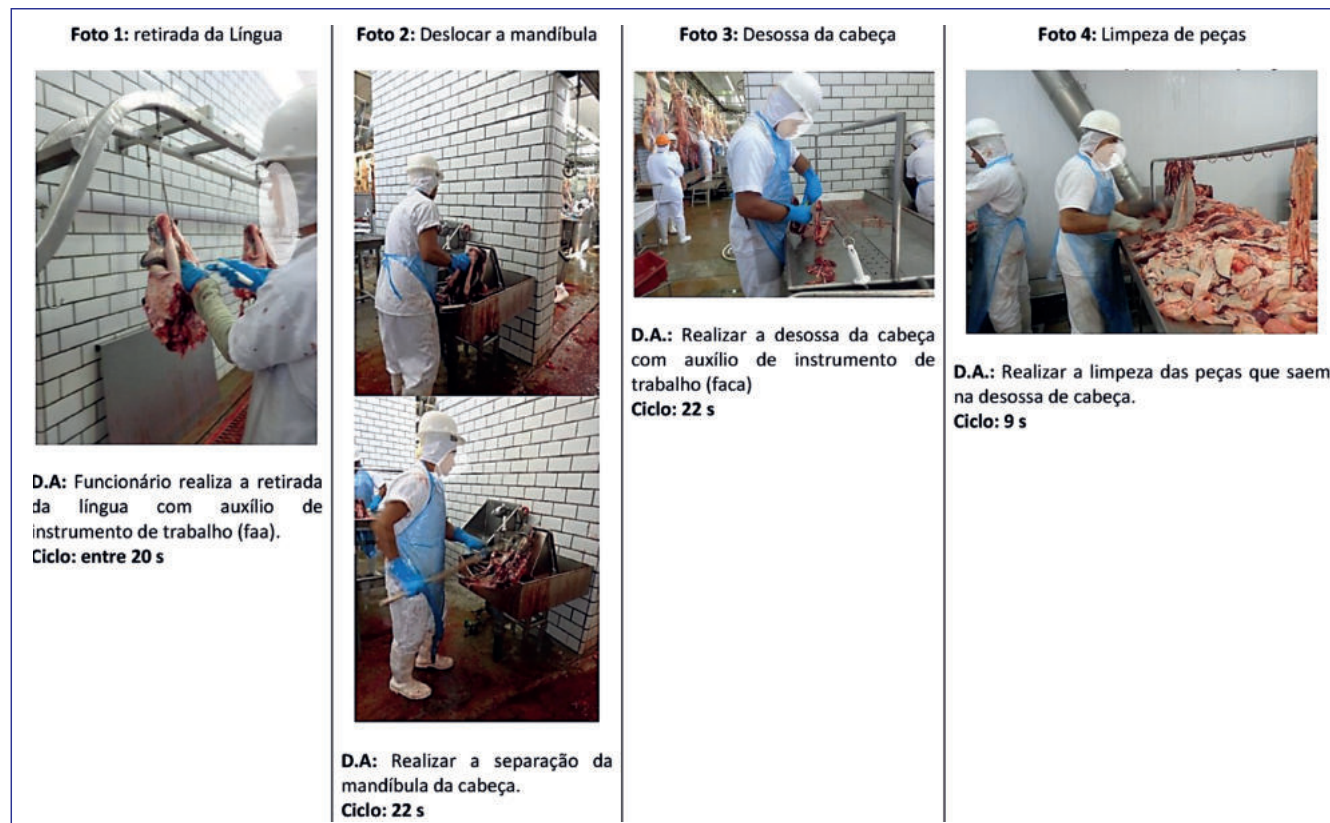 Foto 1: retirada da Língua
D.A: Funcionário realiza a retirada
da língua com auxílio de
instrumento de trabalho (faa).
Ciclo: entre 20 s
Foto 2: Deslocar a mandíbula
D.A: Realizar a separação da
mandíbula da cabeça.
Ciclo: 22 s
Foto 3: Desossa da cabeça
D.A.: Realizar a desossa da cabeça
com auxílio de instrumento de
trabalho (faca)
Ciclo: 22 s
Foto 4: Limpeza de peças
D.A.: Realizar a limpeza das peças que saem
na desossa de cabeça.
Ciclo: 9 s